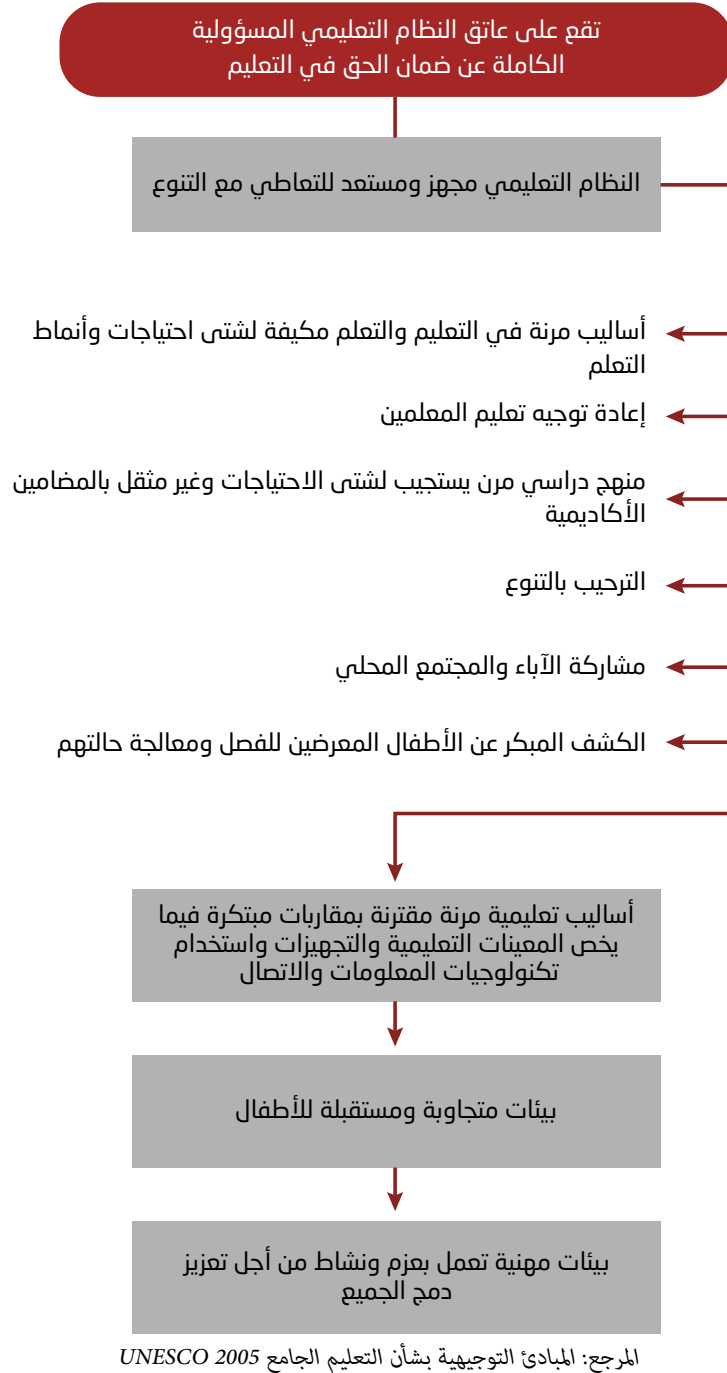 تقع على عاتق النظام التعليمي المسؤولية
الكاملة عن ضمان الحق في التعليم
النظام التعليمي مجهز ومستعد للتعاطي مع التنوع
أساليب مرنة في التعليم والتعلم مكيفة لشتى احتياجات وأنماط
التعلم
إعادة توجيه تعليم المعلمين
منهج دراسي مرن يستجيب لشتى الاحتياجات وغير مثقل بالمضامين
الأكاديمية
الترحيب بالتنوع
مشاركة الآباء والمجتمع المحلي
الكشف المبكر عن الأطفال المعرضين للفصل ومعالجة حالتهم
أساليب تعليمية مرنة مقترنة بمقاربات مبتكرة فيما
يخص المعينات التعليمية والتجهيزات واستخدام
تكنولوجيات المعلومات والاتصال
بيئات متجاوبة ومستقبلة للأطفال
بيئات مهنية تعمل بعزم ونشاط من أجل تعزيز
دمج الجميع
المرجع: المبادئ التوجيهية بشأن التعليم الجامع UNESCO 2005